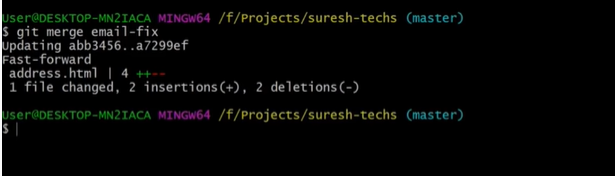 User@DESKTOP-MN2IACA MINGW64 /f/Projects/suresh-techs (master)
$ git merge email-fix
Updating abb3456..a7299ef
Fast-forward
 address.html | 4 ++--
 1 file changed, 2 insertions(+), 2 deletions(-)
User@DESKTOP-MN2IACA MINGW64 /f/Projects/suresh-techs (master)
$